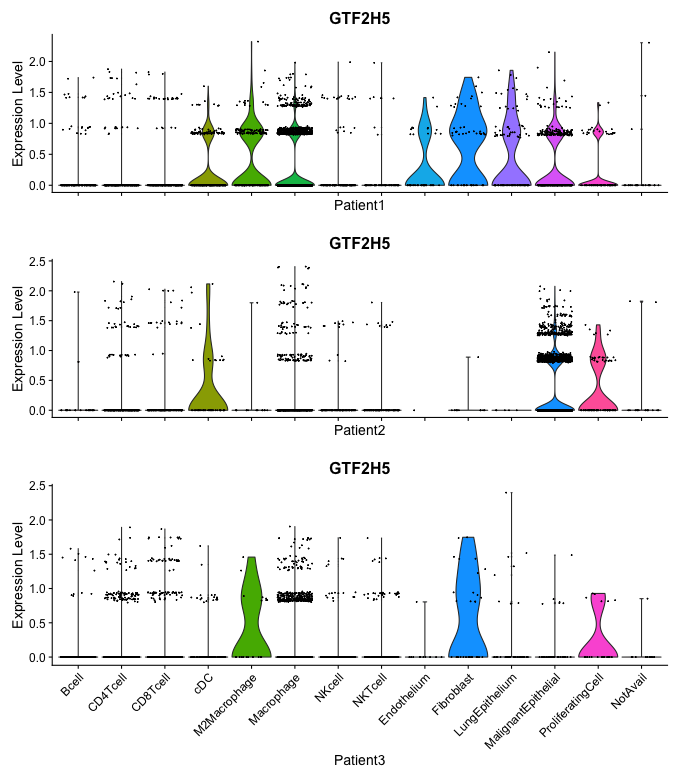 GTF2H5
Expression Level
2.0
1.5
1.0
0.5
0.0
Patient1
GTF2H5
Expression Level
2.5
2.0
1.5
1.0
0.5
0.0
Patient2
GTF2H5
Expression Level
2.5
2.0
1.5
1.0
0.5
0.0
Bcell
CD4Tcell
CD8Tcell
cDC
M2Macrophage
Macrophage
NKcell
NKTcell
Endothelium
Fibroblast
LungEpithelium
MalignantEpithelial
ProliferatingCell
NotAvail
Patient3